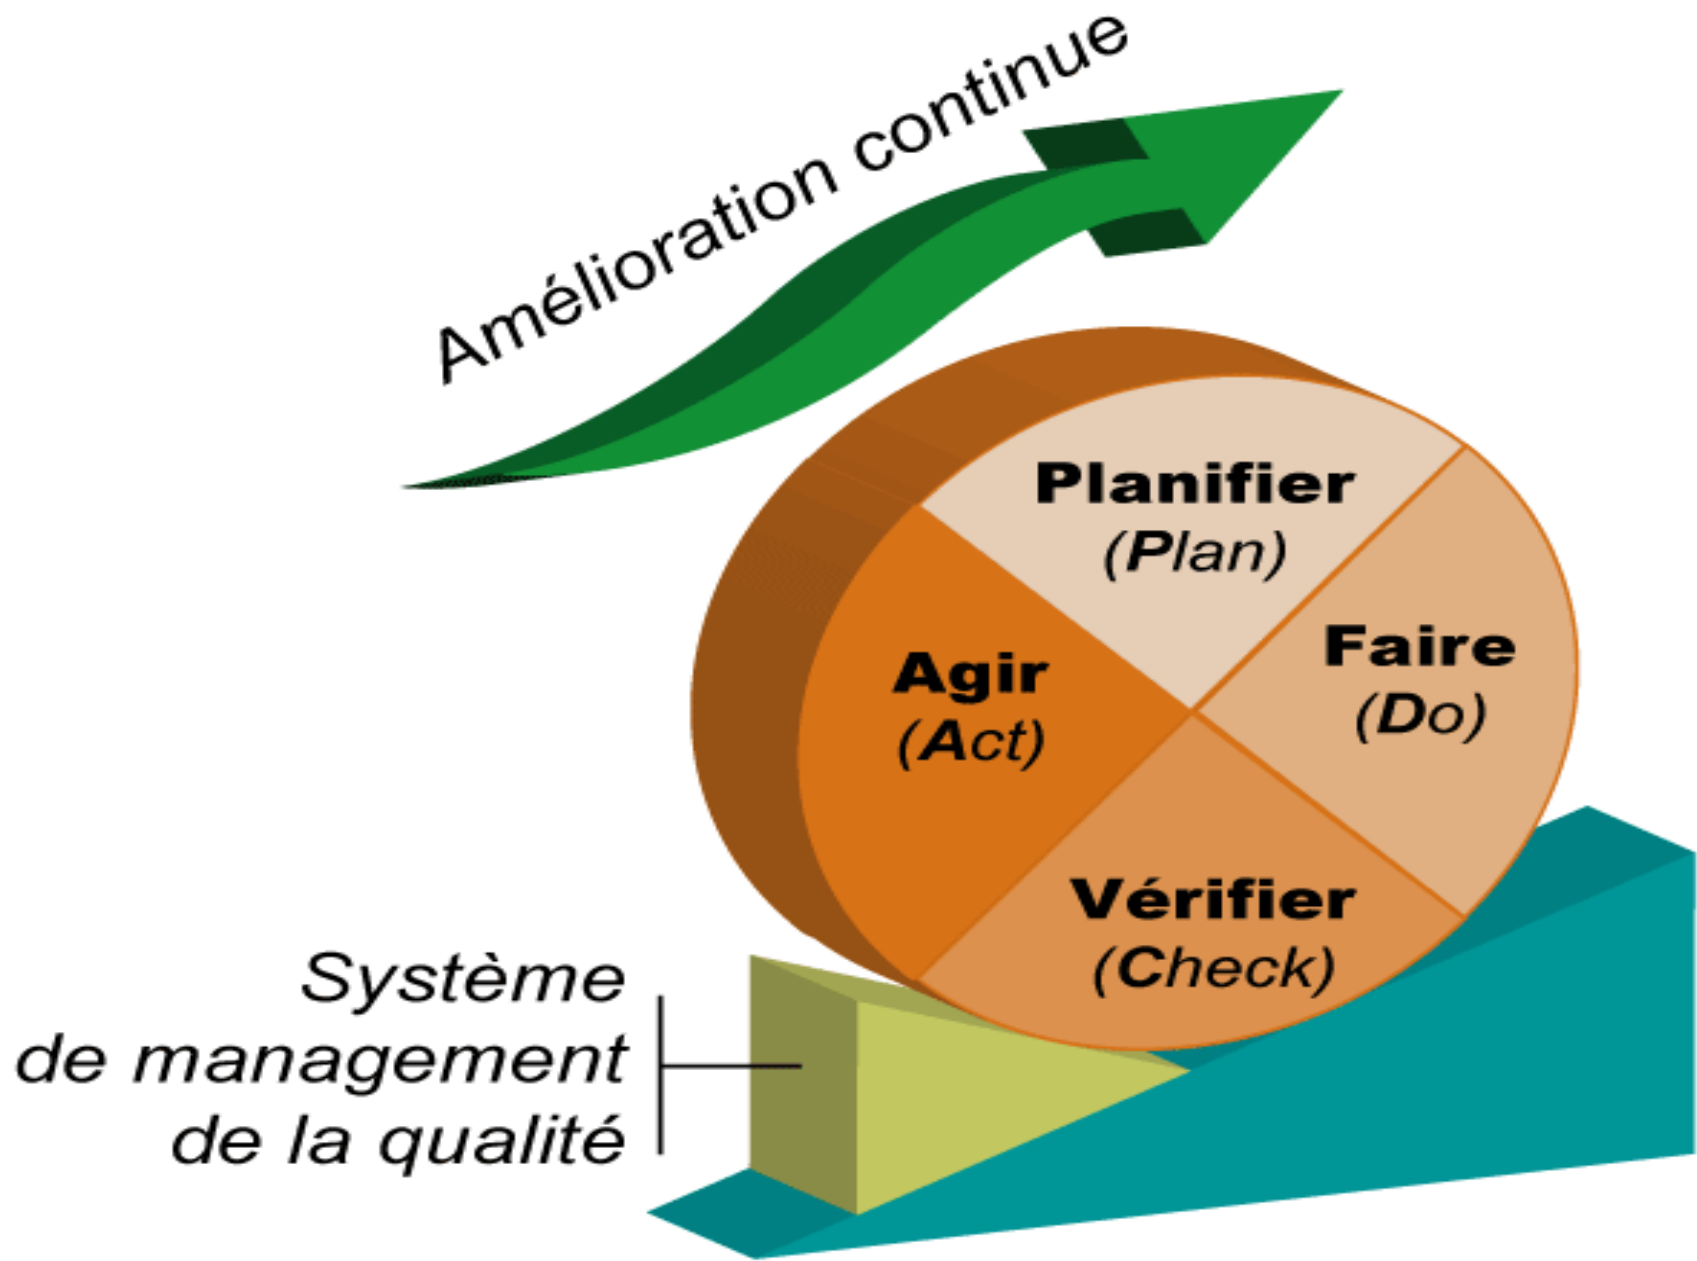 Amélioration continue
Planifier
(Plan)
Faire
(Do)
Agir
(Act)
Vérifier
(Check)
Système
de management
de la qualité